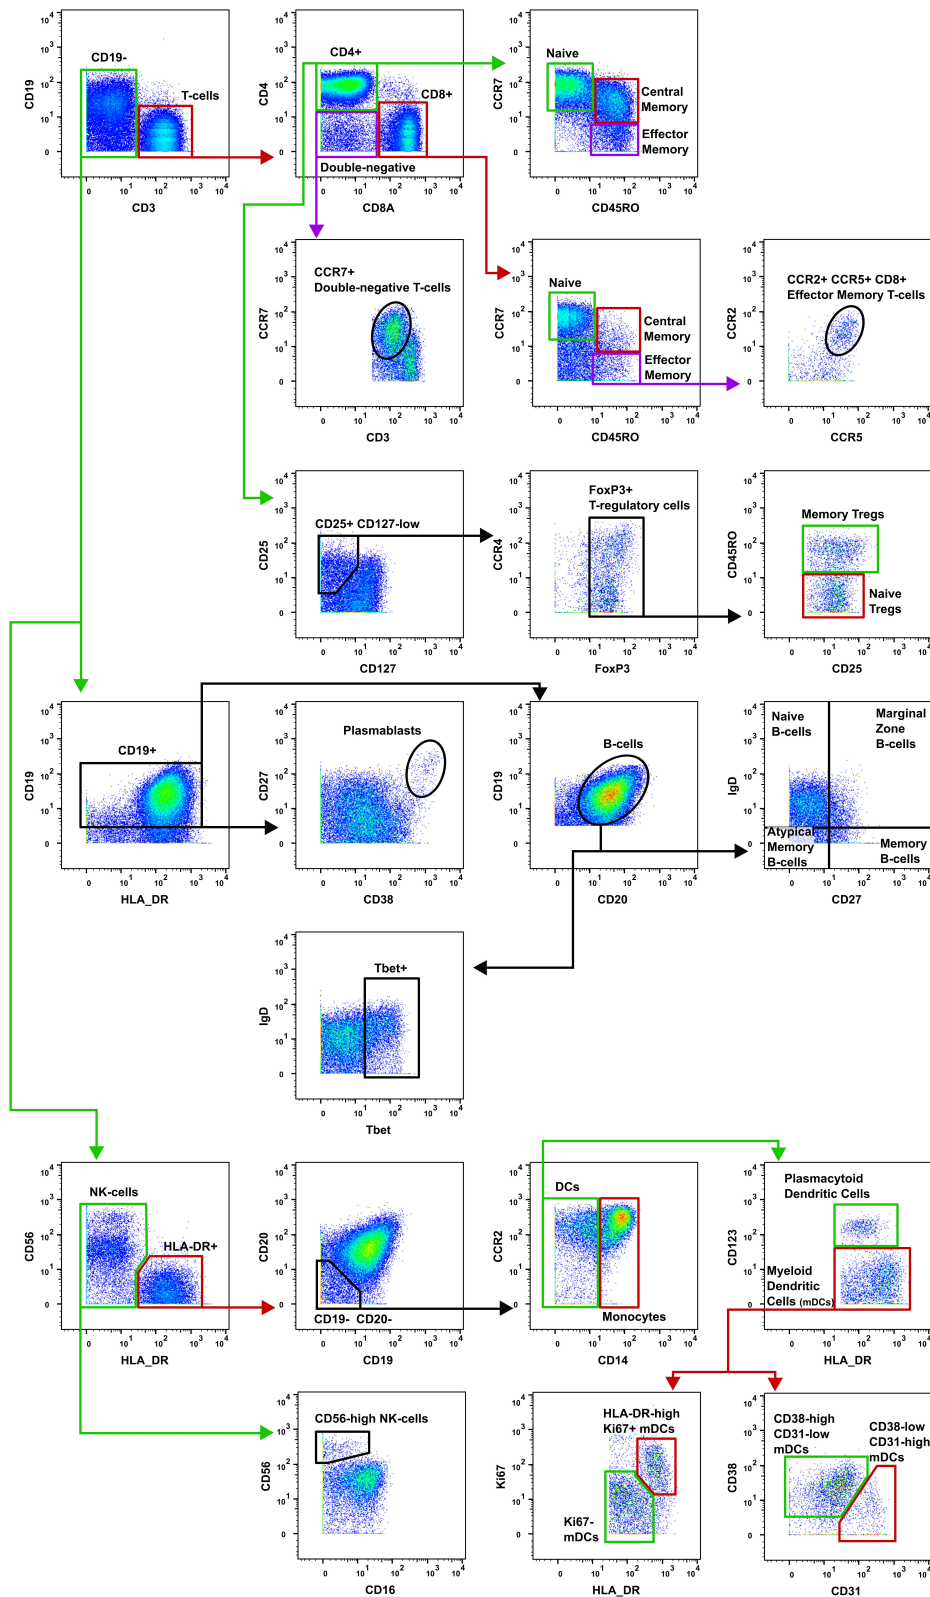 CD19-
T-cells
CD19
CD3
CD4+
CD8+
Double-negative
CD4
CD8A
Naive
Central
Memory
Effector
Memory
CCR7
CD45RO
CCR7+
Double-negative T-cells
CCR7
CD3
Naive
Central
Memory
Effector
Memory
CCR7
CD45RO
CCR2+ CCR5+ CD8+
Effector Memory T-cells
CCR2
CCR5
CD25+ CD127-low
CD25
CD127
FoxP3+
T-regulatory cells
CCR4
FoxP3
Memory Tregs
Naive
Tregs
CD45RO
CD25
CD19+
CD19
HLA_DR
Plasmablasts
CD27
CD38
B-cells
CD19
CD20
Naive
B-cells
Marginal
Zone
B-cells
Atypical
Memory
B-cells
Memory
B-cells
IgD
CD27
Tbet+
IgD
Tbet
NK-cells
HLA-DR+
CD56
HLA_DR
CD19- CD20-
CD20
CD19
DCs
Monocytes
CCR2
CD14
Plasmacytoid
Dendritic Cells
Myeloid
Dendritic
Cells (mDCs)
CD123
HLA_DR
CD56-high NK-cells
CD56
CD16
HLA-DR-high
Ki67+ mDCs
Ki67-
mDCs
Ki67
HLA_DR
CD38-high
CD31-low
mDCs
CD38-low
CD31-high
mDCs
CD38
CD31